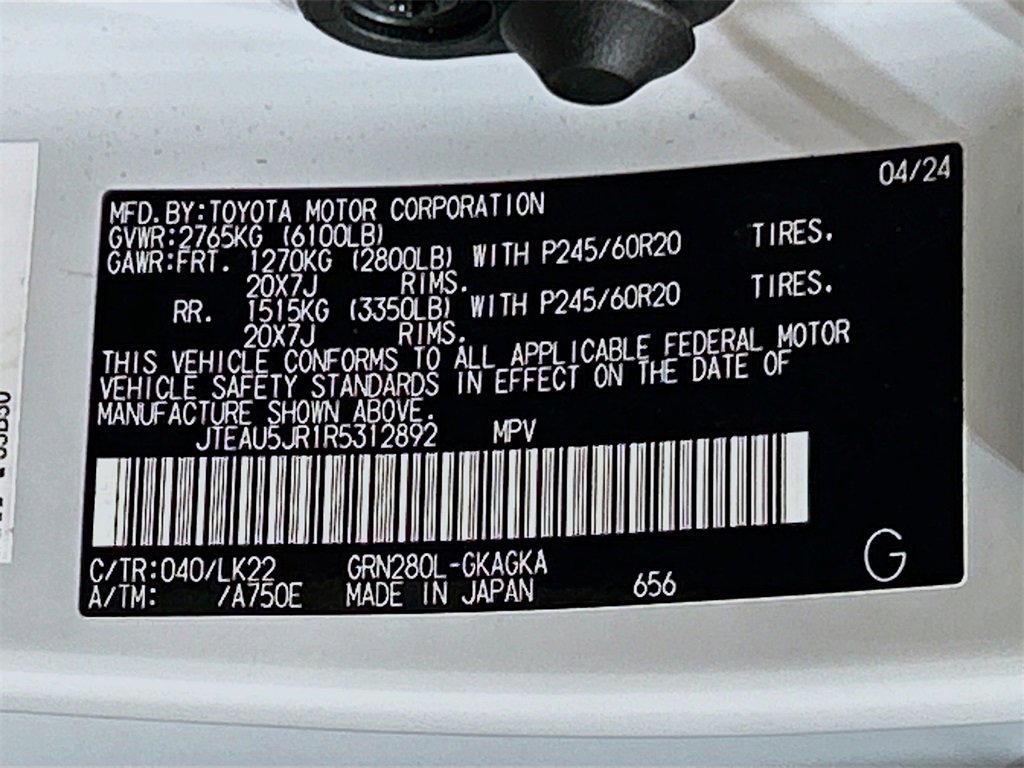 04/24
MFD.BY:TOYOTA MOTOR CORPORATION
GVWR:2765KG (6100LB)
GAWR:FRT. 1270KG (2800LB) WITH P245/60R20 TIRES.
20X7J RIMS.
RR. 1515KG (3350LB) WITH P245/60R20 TIRES.
20X7J RIMS.
THIS VEHICLE CONFORMS TO ALL APPLICABLE FEDERAL MOTOR
VEHICLE SAFETY STANDARDS IN EFFECT ON THE DATE OF
MANUFACTURE SHOWN ABOVE.
JTEAU5JR1R5312892 MPV
C/TR:040/LK22 GRN280L-GKAGKA
A/TM: /A750E MADE IN JAPAN 656
G